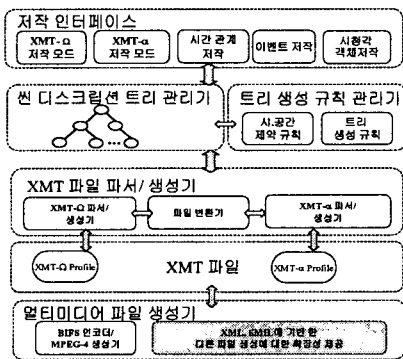 저작 인터페이스
XMT-Ω
저작 모드
XMT-α
저작 모드
시간 관계
저작
이벤트 저작
시청각
객체저작
씬 디스크립션 트리 관리기
트리 생성 규칙 관리기
시.공간
제약 규칙
트리
생성 규칙
XMT 파일 파서/ 생성기
XMT-Ω 파서/
생성기
파일 변환기
XMT-α 파서/
생성기
XMT-Ω Profile
XMT 파일
XMT-α Profile
멀티미디어 파일 생성기
BIFS 인코더/
MPEG-4 생성기
XML, SMIL에 기반 한
다른 파일 생성에 대한 확장성 제공